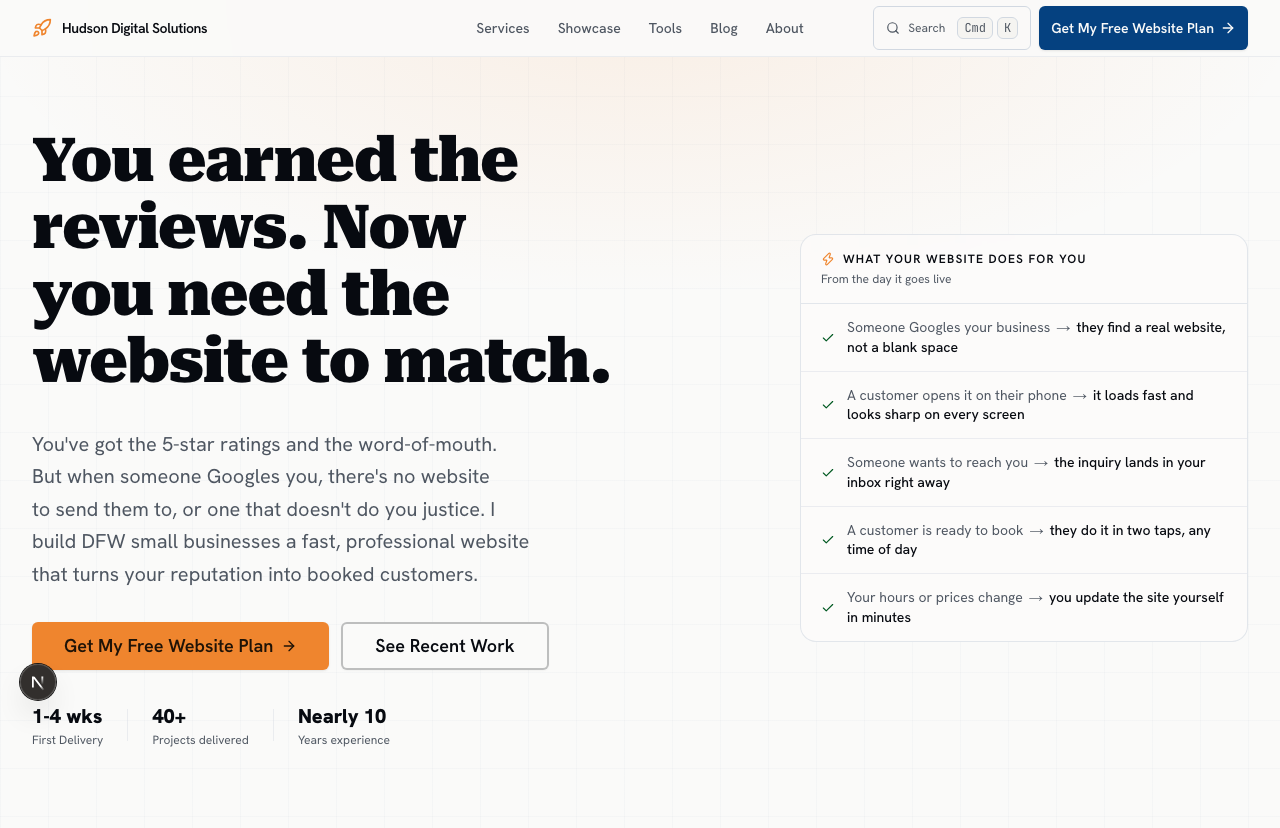 Hudson Digital Solutions
Services
Showcase
Tools
Blog
About
Search Cmd K
Get My Free Website Plan →
You earned the
reviews. Now
you need the
website to match.
You've got the 5-star ratings and the word-of-mouth.
But when someone Googles you, there's no website
to send them to, or one that doesn't do you justice. I
build DFW small businesses a fast, professional website
that turns your reputation into booked customers.
Get My Free Website Plan →
See Recent Work
N
1-4 wks
First Delivery
40+
Projects delivered
Nearly 10
Years experience
WHAT YOUR WEBSITE DOES FOR YOU
From the day it goes live
Someone Googles your business → they find a real website,
not a blank space
A customer opens it on their phone → it loads fast and
looks sharp on every screen
Someone wants to reach you → the inquiry lands in your
inbox right away
A customer is ready to book → they do it in two taps, any
time of day
Your hours or prices change → you update the site yourself
in minutes